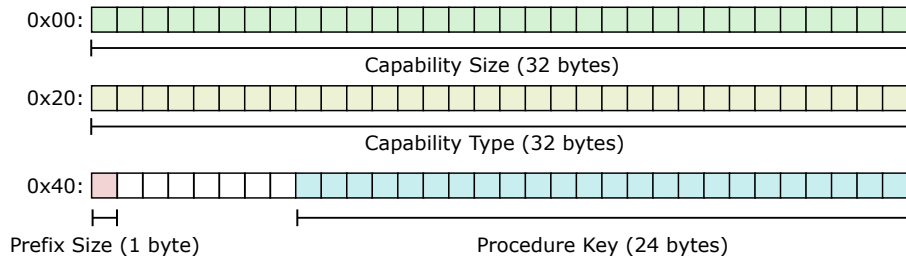 0x00:
Capability Size (32 bytes)
0x20:
Capability Type (32 bytes)
0x40:
Prefix Size (1 byte) Procedure Key (24 bytes)